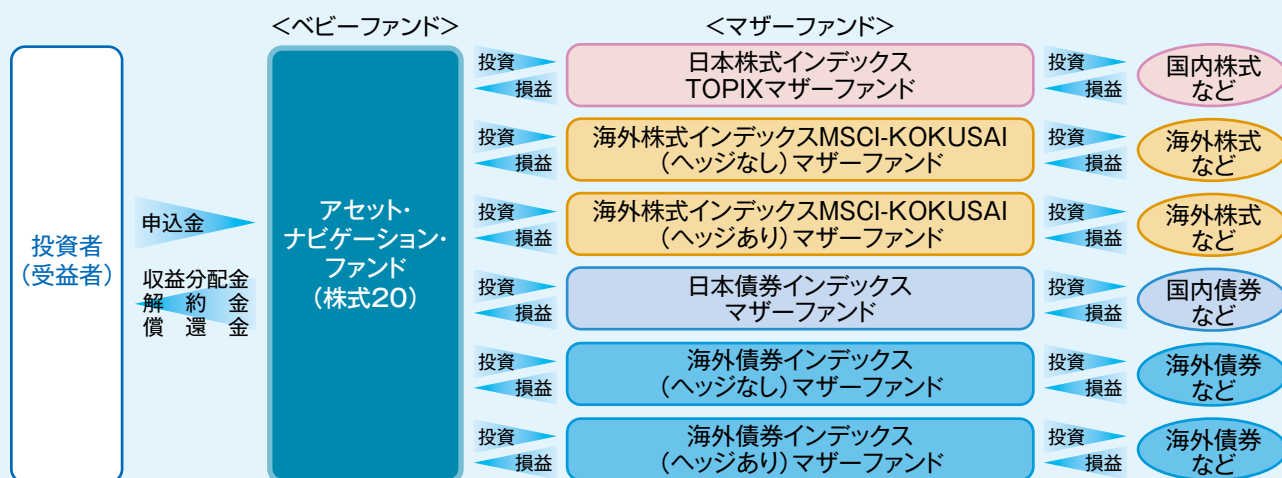 <ベビーファンド>
<マザーファンド>
投資者
（受益者）
申込金
収益分配金
解約金
償還金
アセット・
ナビゲーション・
ファンド
（株式20）
投資
損益
日本株式インデックス
TOPIXマザーファンド
投資
損益
国内株式
など
投資
損益
海外株式インデックスMSCI-KOKUSAI
（ヘッジなし）マザーファンド
投資
損益
海外株式
など
投資
損益
海外株式インデックスMSCI-KOKUSAI
（ヘッジあり）マザーファンド
投資
損益
海外株式
など
投資
損益
日本債券インデックス
マザーファンド
投資
損益
国内債券
など
投資
損益
海外債券インデックス
（ヘッジなし）マザーファンド
投資
損益
海外債券
など
投資
損益
海外債券インデックス
（ヘッジあり）マザーファンド
投資
損益
海外債券
など